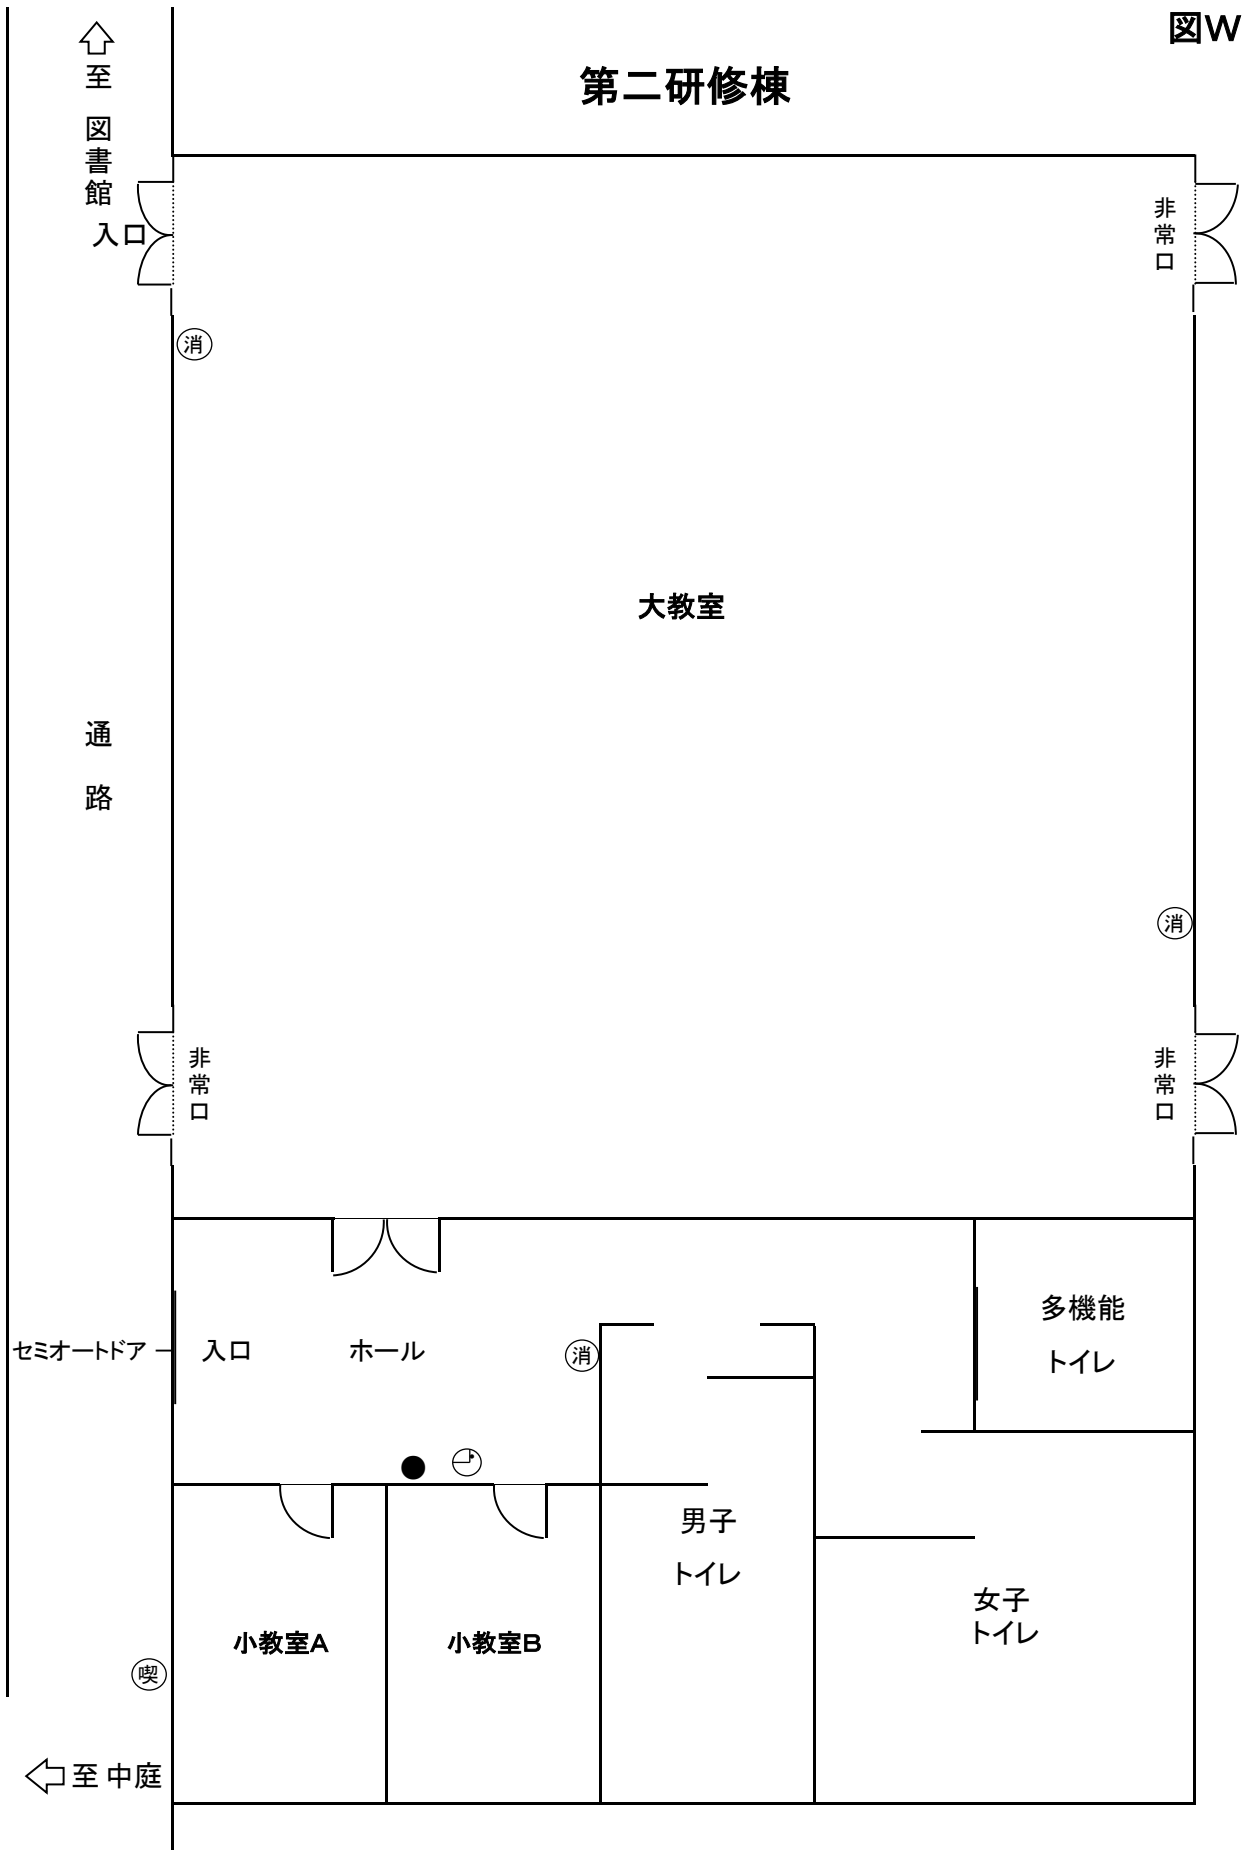 図W
第二研修棟
至 図書館
入口
非常口
消
大教室
通路
消
非常口
非常口
多機能
トイレ
セミオートドア
入口
ホール
消
男子
トイレ
女子
トイレ
小教室A
小教室B
喫
至 中庭